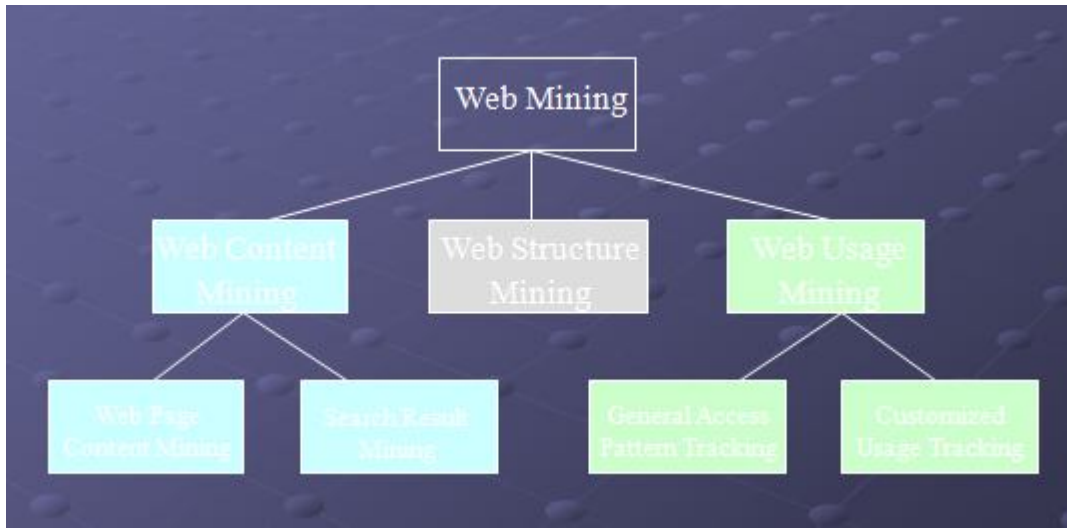 Web Mining
Web Content
Mining
Web Structure
Mining
Web Usage
Mining
Web Page
Content Mining
Search Result
Mining
General Access
Pattern Tracking
Customized
Usage Tracking